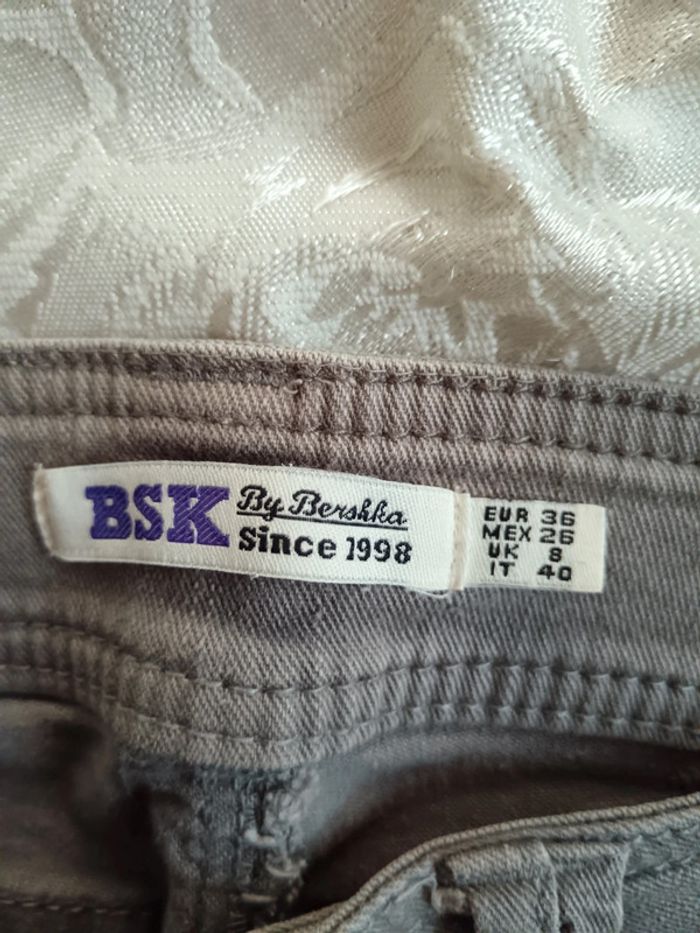 BSK By Bershka
Since 1998
EUR 36
MEX 26
UK 8
IT 40